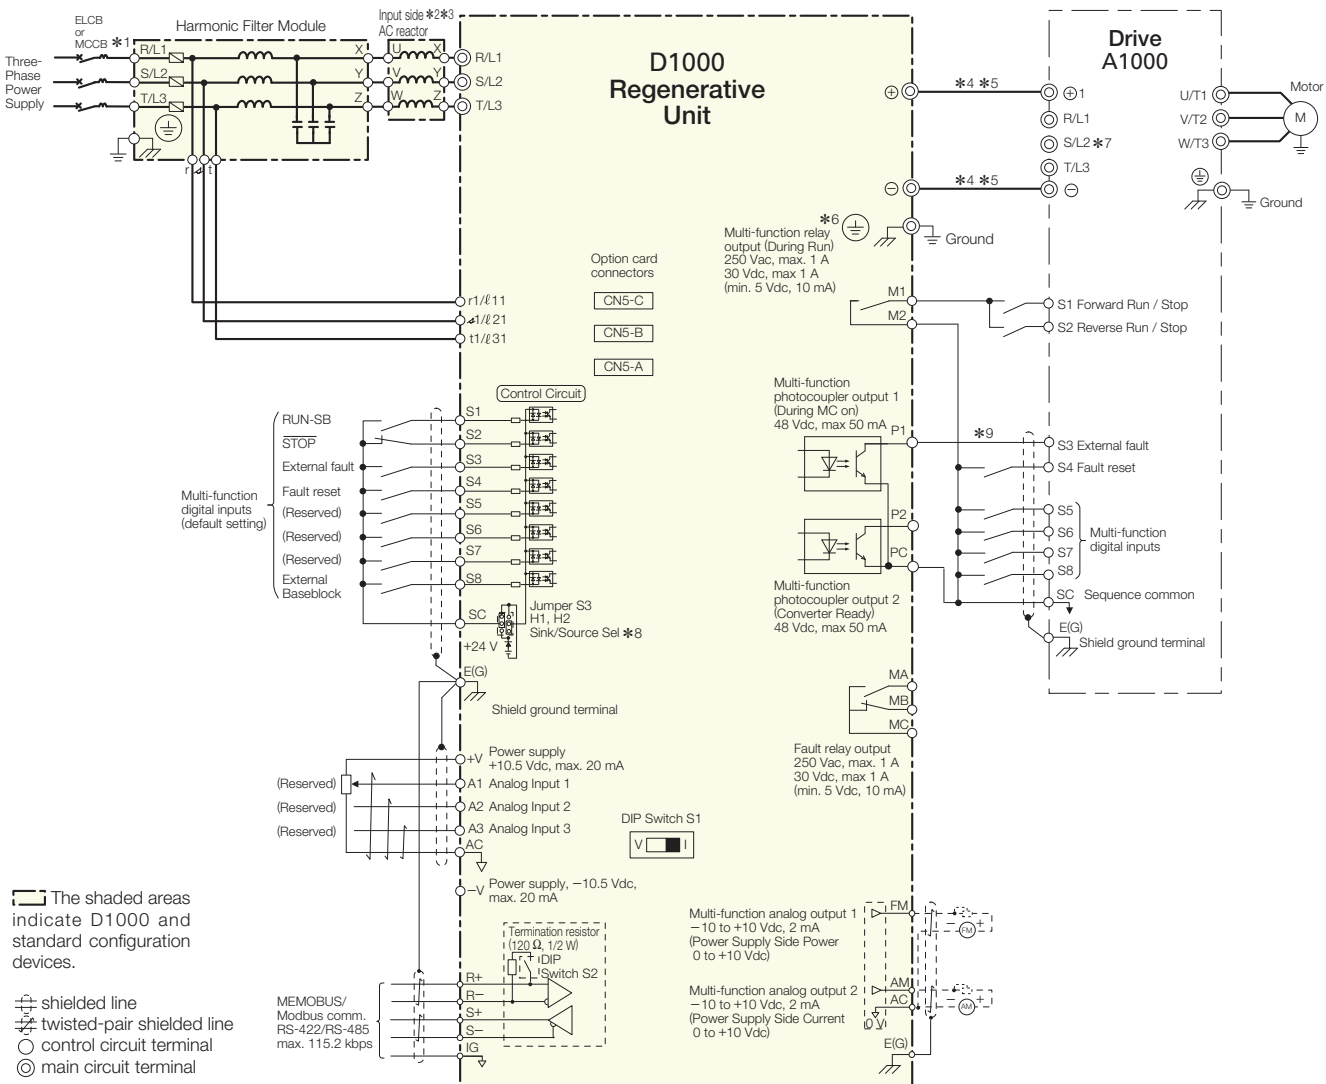 ELCB
or
MCCB *1
Three-
Phase
Power
Supply
Harmonic Filter Module
R/L1
S/L2
T/L3
X
Y
Z
r
t
Input side *2*3
AC reactor
U X
V Y
W Z
R/L1
S/L2
T/L3
D1000
Regenerative
Unit
⊕
*4 *5
⊖
*4 *5
Drive
A1000
⊕1
R/L1
S/L2 *7
T/L3
⊖
U/T1
V/T2
W/T3
Motor
M
Ground
*6
Ground
Multi-function relay
output (During Run)
250 Vac, max. 1 A
30 Vdc, max 1 A
(min. 5 Vdc, 10 mA)
M1
M2
S1 Forward Run / Stop
S2 Reverse Run / Stop
Option card
connectors
CN5-C
CN5-B
CN5-A
r1/ℓ11
1/ℓ21
t1/ℓ31
Control Circuit
Multi-function
digital inputs
(default setting)
RUN-SB
STOP
External fault
Fault reset
(Reserved)
(Reserved)
(Reserved)
External
Baseblock
S1
S2
S3
S4
S5
S6
S7
S8
SC
Jumper S3
H1, H2
Sink/Source Sel *8
+24 V
E(G)
Shield ground terminal
Multi-function
photocoupler output 1
(During MC on)
48 Vdc, max 50 mA
P1
*9
P2
PC
Multi-function
photocoupler output 2
(Converter Ready)
48 Vdc, max 50 mA
S3 External fault
S4 Fault reset
S5
S6
S7
S8
Multi-function
digital inputs
SC Sequence common
E(G)
Shield ground terminal
MA
MB
MC
Fault relay output
250 Vac, max. 1 A
30 Vdc, max 1 A
(min. 5 Vdc, 10 mA)
(Reserved)
(Reserved)
(Reserved)
+V Power supply
+10.5 Vdc, max. 20 mA
A1 Analog Input 1
A2 Analog Input 2
A3 Analog Input 3
AC
−V Power supply, −10.5 Vdc,
max. 20 mA
DIP Switch S1
V I
Termination resistor
(120 Ω, 1/2 W)
DIP
Switch S2
MEMOBUS/
Modbus comm.
RS-422/RS-485
max. 115.2 kbps
R+
R−
S+
S−
IG
Multi-function analog output 1
−10 to +10 Vdc, 2 mA
(Power Supply Side Power
0 to +10 Vdc)
FM
− +
FM
Multi-function analog output 2
−10 to +10 Vdc, 2 mA
(Power Supply Side Current
0 to +10 Vdc)
AM
AC
0 V
− +
AM
E(G)
The shaded areas
indicate D1000 and
standard configuration
devices.
shielded line
twisted-pair shielded line
control circuit terminal
main circuit terminal